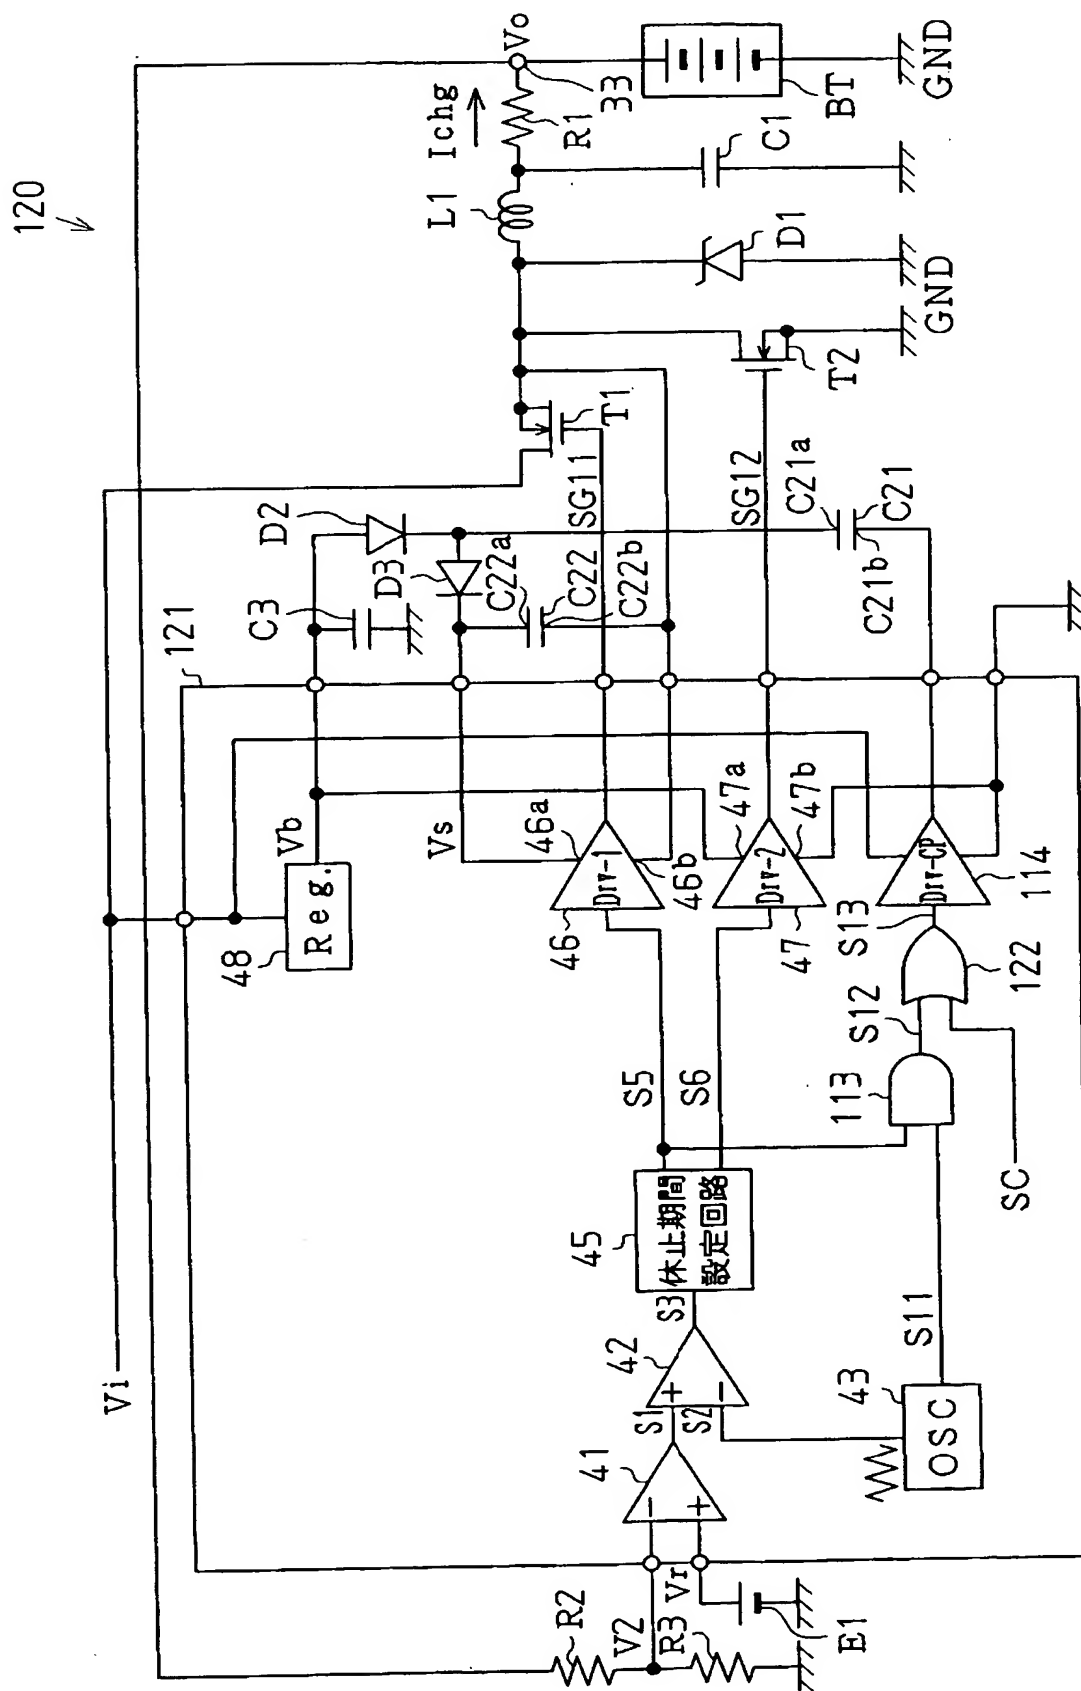 120
Vi
121
Vb
48
Reg.
C3
D2
D3
Vs
C22a
C22
C22b
46
46a
46b
Div-1
SG11
T1
Ichg
L1
R1
Vo
33
BT
GND
C1
D1
GND
T2
SG12
47
47a
47b
Div-2
C21a
C21
C21b
Div-CP
114
S13
122
S12
113
SC
S5
S6
45
休止期間
設定回路
S3
42
+
−
S1
S2
41
−
+
43
OSC
S11
R2
V2
R3
Vr
E1